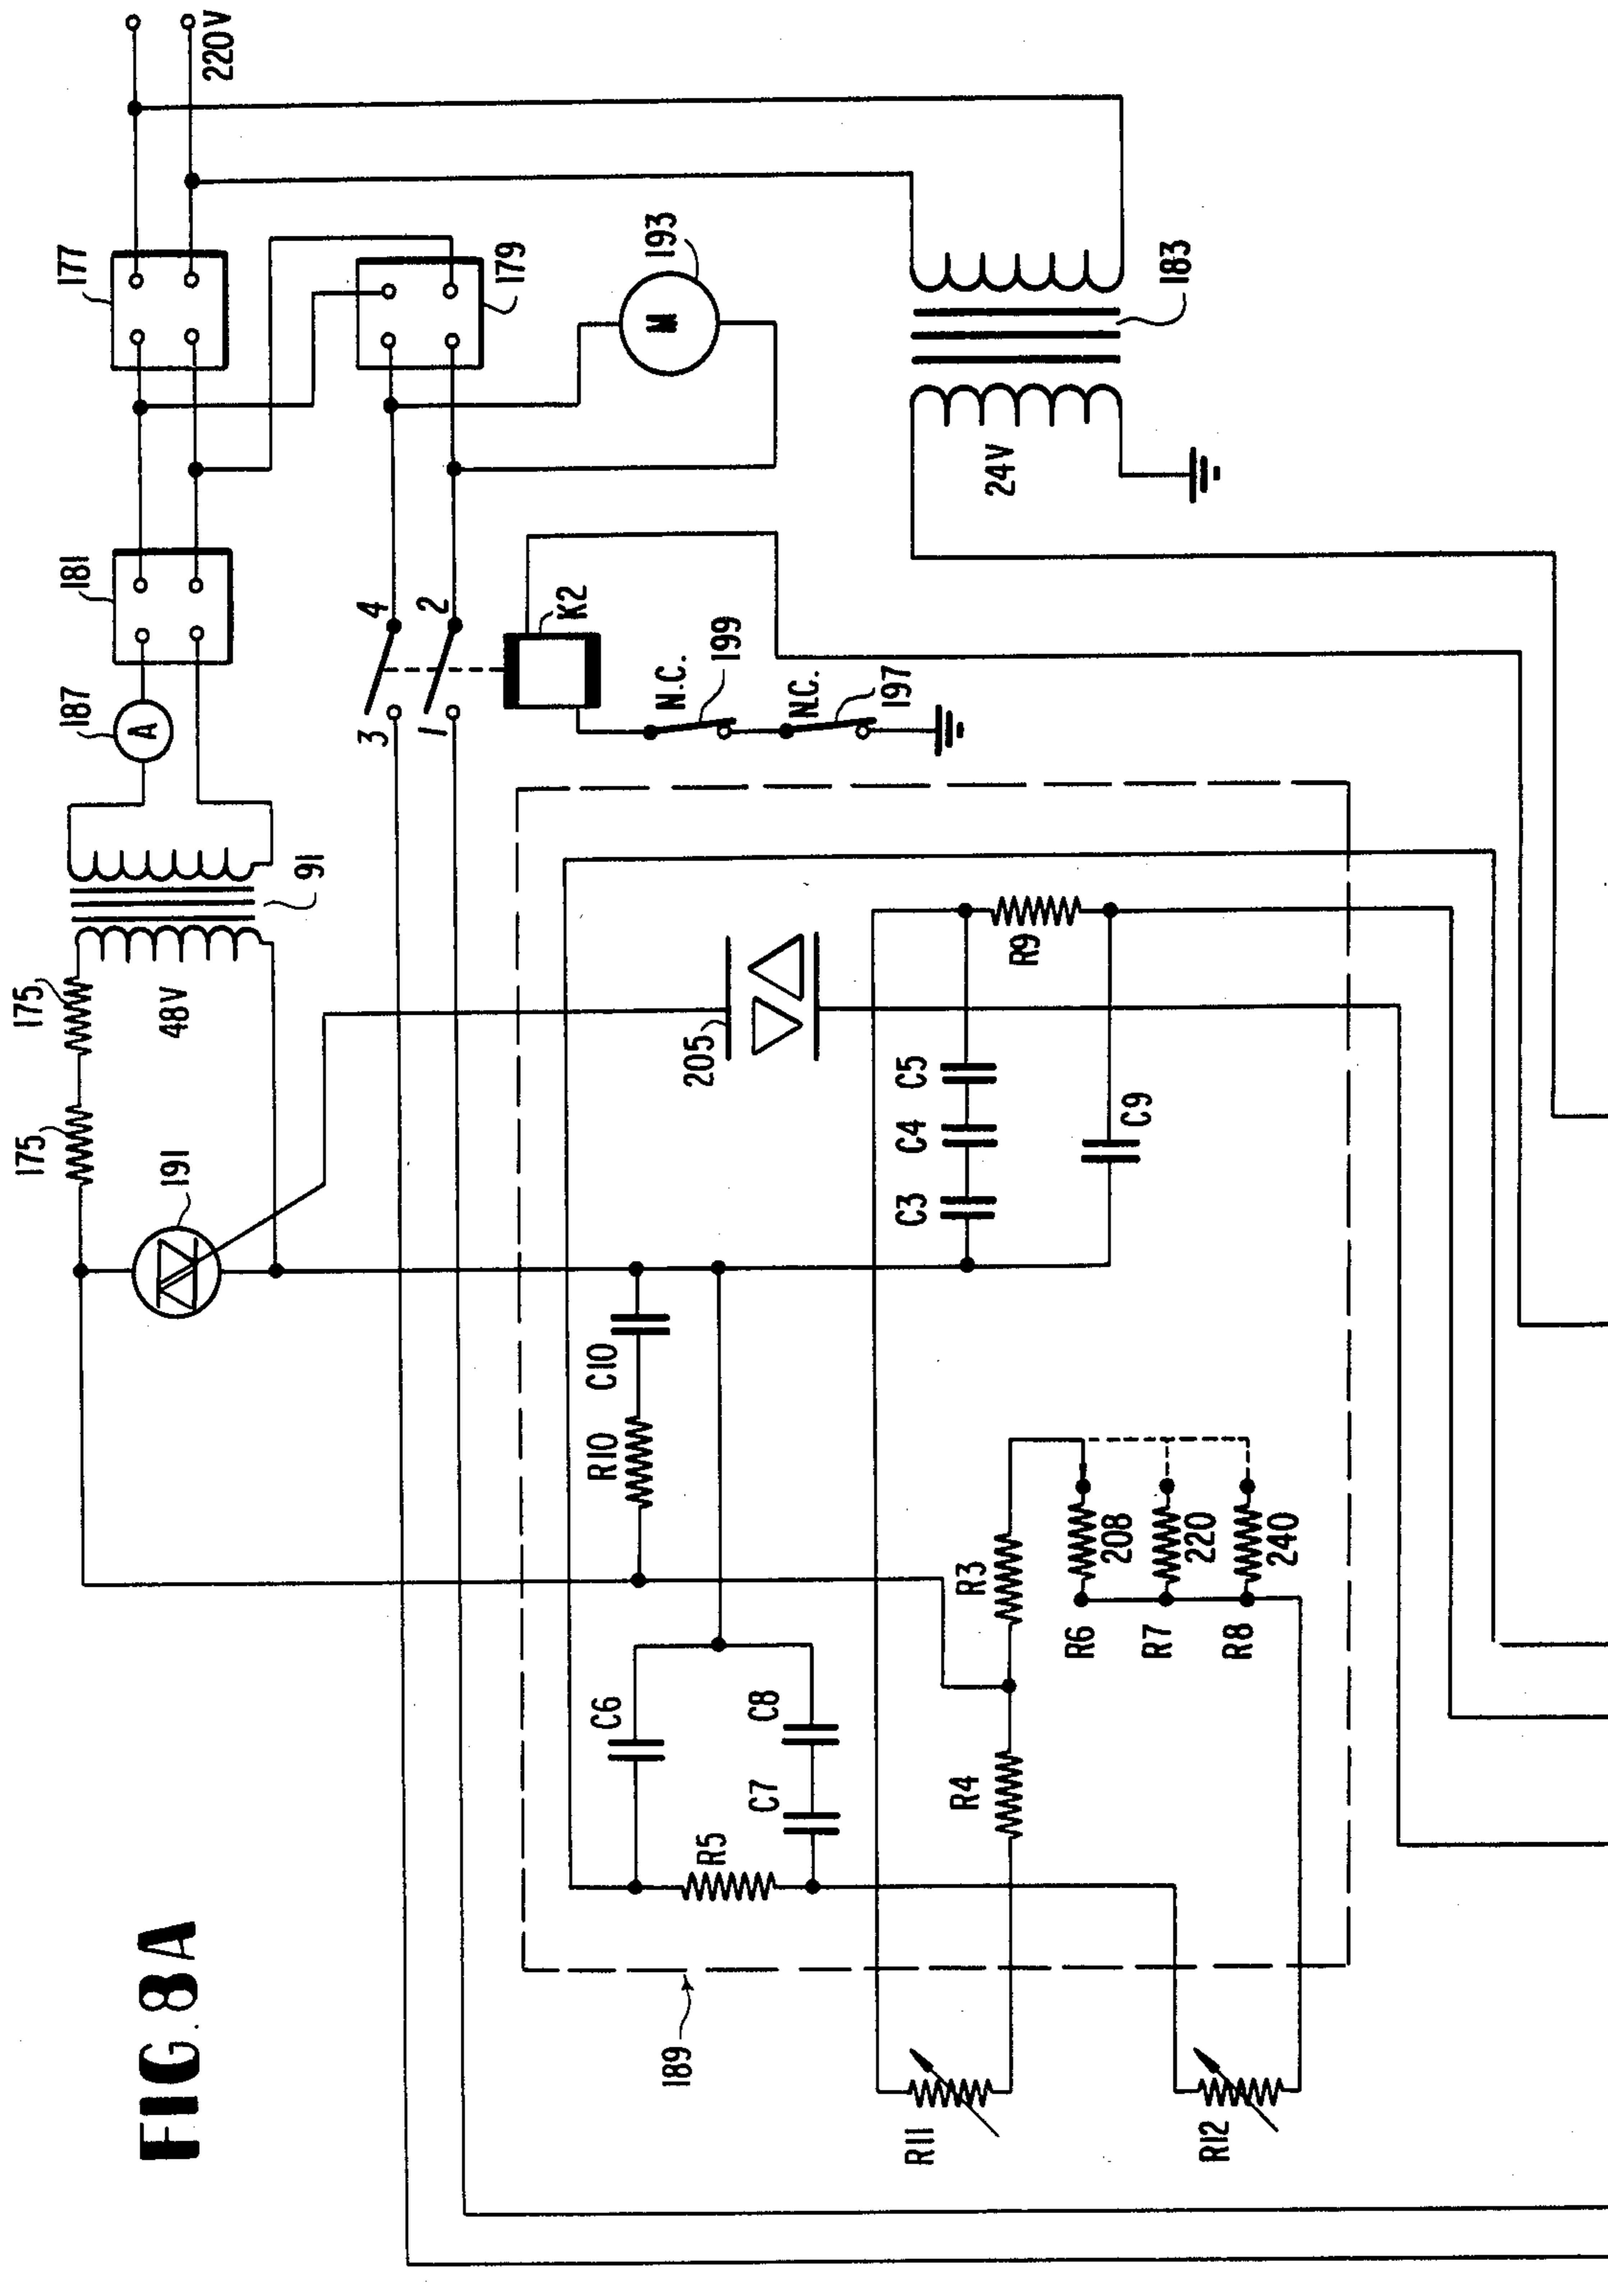 FIG. 8A
220V
177
179
193
183
24V
181
187
A
4
2
3
1
K2
N.C.
199
N.C.
197
M
91
48V
175
175
191
205
R9
C5
C4
C3
C9
C10
R10
R3
208
220
240
R6
R7
R8
C6
C8
C7
R5
R4
189
R11
R12